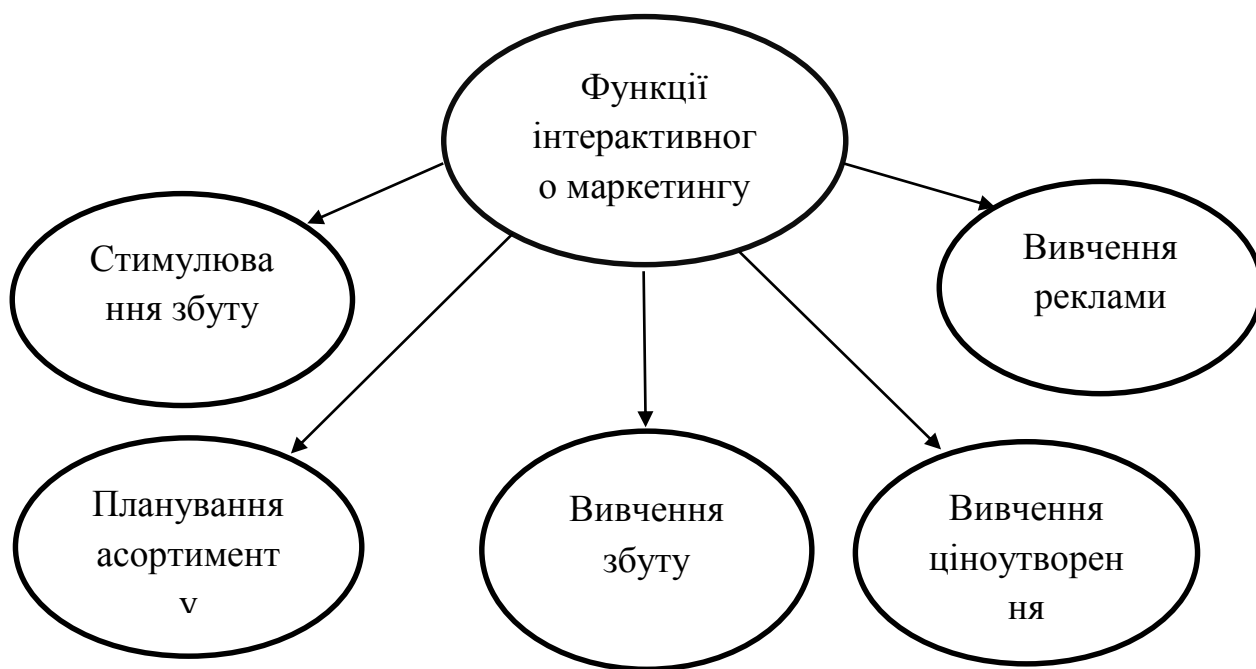 Функції
інтерактивног
о маркетингу
Стимулюва
ння збуту
Вивчення
реклами
Планування
асортимент
у
Вивчення
збуту
Вивчення
ціноутворен
ня